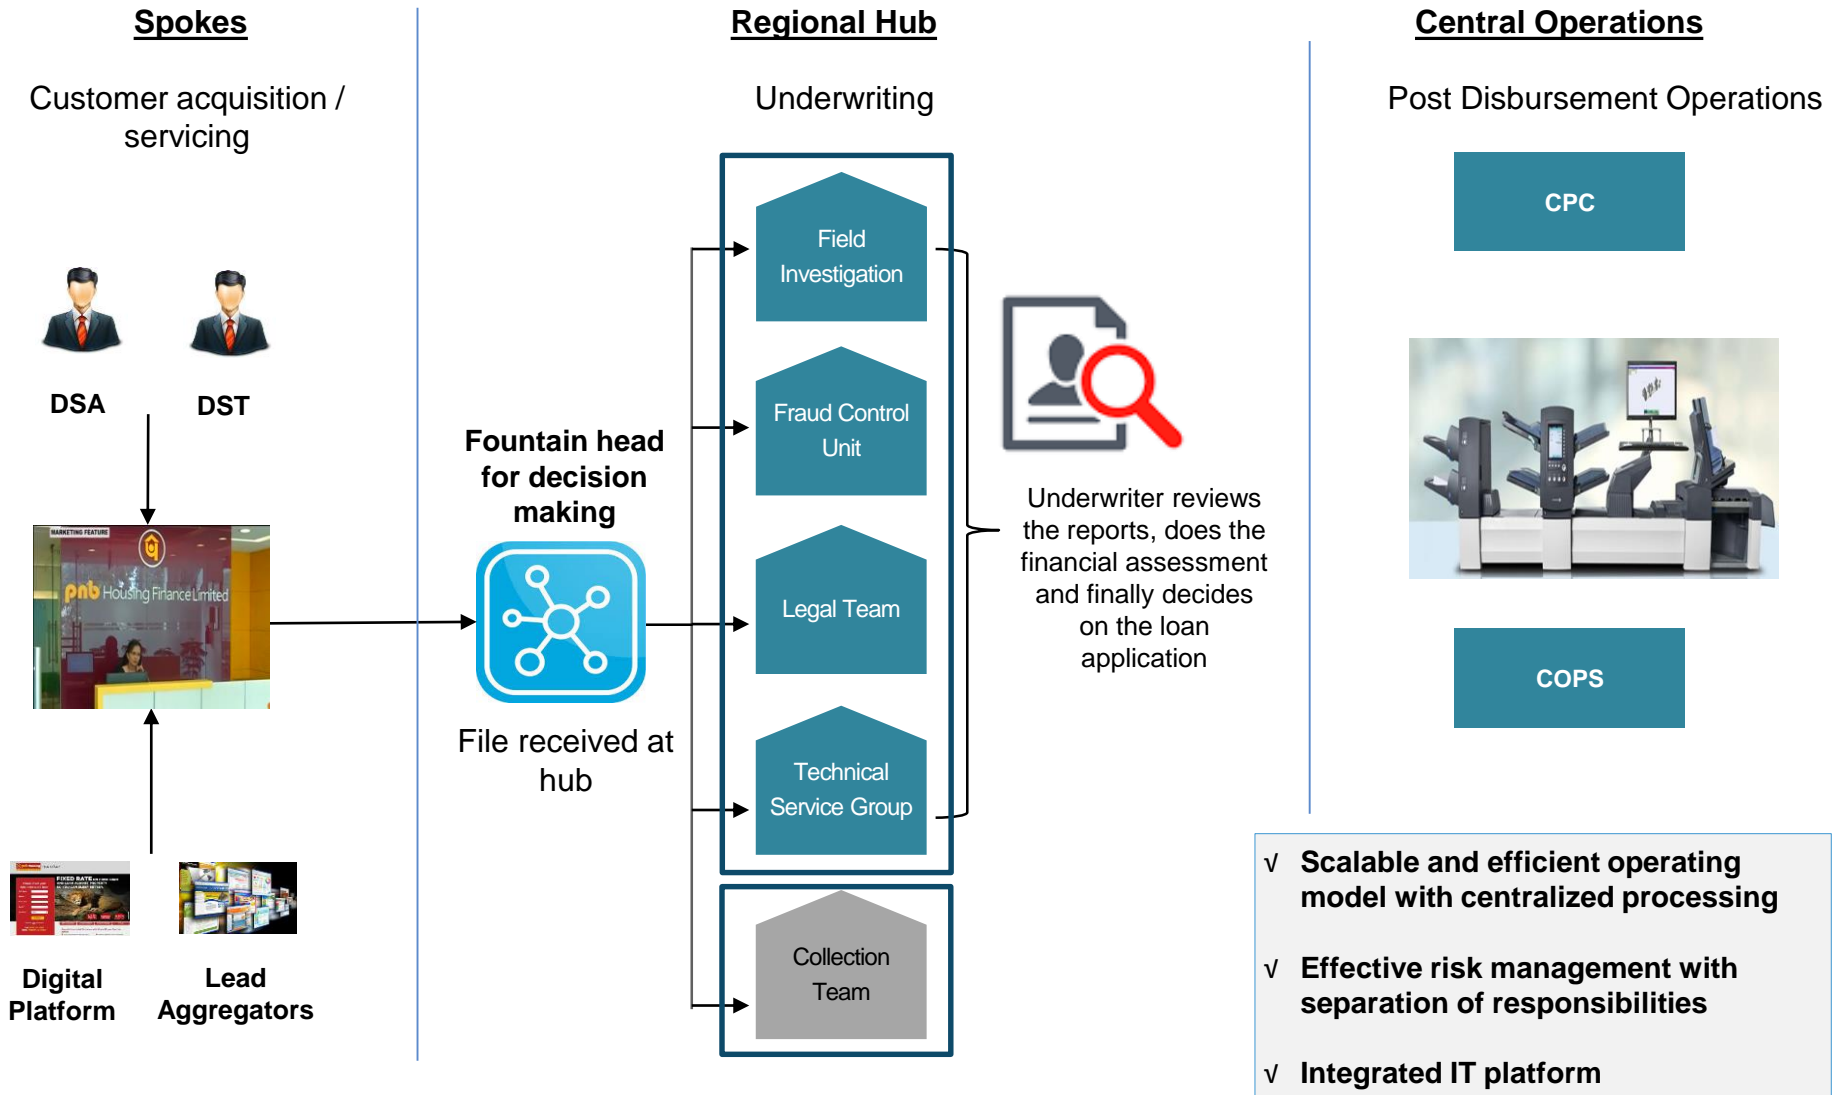 Spokes
Regional Hub
Central Operations
Customer acquisition /
servicing
Underwriting
Post Disbursement Operations
DSA
DST
MARKETING FEATURE
pnb Housing Finance Limited
Digital
Platform
Lead
Aggregators
Fountain head
for decision
making
File received at
hub
Field
Investigation
Fraud Control
Unit
Legal Team
Technical
Service Group
Collection
Team
Underwriter reviews
the reports, does the
financial assessment
and finally decides
on the loan
application
CPC
COPS
√ Scalable and efficient operating
model with centralized processing
√ Effective risk management with
separation of responsibilities
√ Integrated IT platform
FIXED RATE